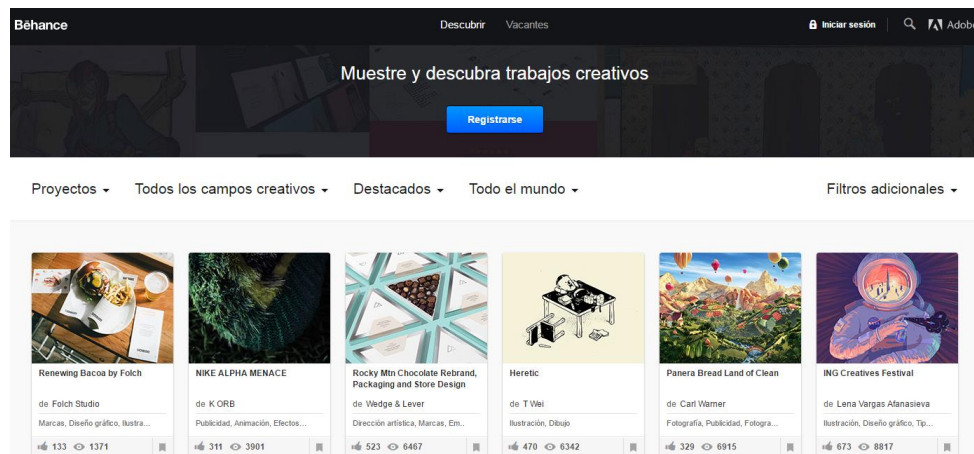 Bēhance
Descubrir Vacantes
Iniciar sesión
Adobe
Muestre y descubra trabajos creativos
Registrarse
Proyectos Todos los campos creativos Destacados Todo el mundo Filtros adicionales
Renewing Bacoa by Folch
de Folch Studio
Marcas, Diseño gráfico, Ilustra...
133 1371
NIKE ALPHA MENACE
de K ORB
Publicidad, Animación, Efectos...
311 3901
Rocky Mtn Chocolate Rebrand,
Packaging and Store Design
de Wedge & Lever
Dirección artística, Marcas, Em..
523 6467
Heretic
de T Wei
Ilustración, Dibujo
470 6342
Panera Bread Land of Clean
de Carl Warner
Fotografía, Publicidad, Fotogra...
329 6915
ING Creatives Festival
de Lena Vargas Afanasieva
Ilustración, Diseño gráfico, Tip...
673 8817